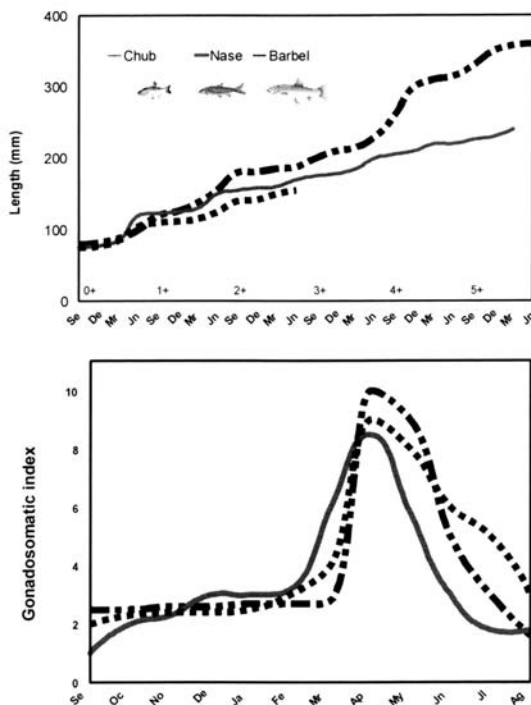 400
Chub Nase Barbel
300
Length (mm)
200
100
0
0+ 1+ 2+ 3+ 4+ 5+
Se De Mr Jn Se De Mr Jn Se De Mr Jn Se De Mr Jn Se De Mr Jn Se De Mr Jn
10
8
Gonadosomatic index
6
4
2
0
Se Oc No De Ja Fe Mr Ap My Jn Jl Ag